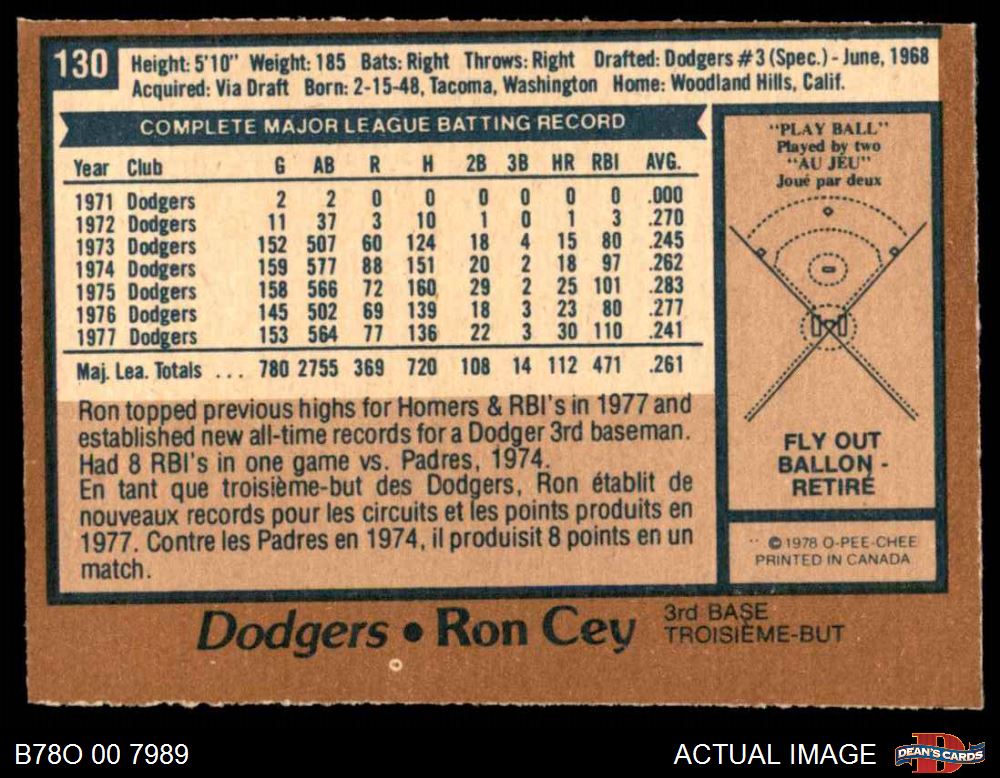 130
Height: 5'10" Weight: 185 Bats: Right Throws: Right Drafted: Dodgers #3 (Spec.) - June, 1968
Acquired: Via Draft Born: 2-15-48, Tacoma, Washington Home: Woodland Hills, Calif.
COMPLETE MAJOR LEAGUE BATTING RECORD
Year Club G AB R H 2B 3B HR RBI AVG.
1971 Dodgers 2 2 0 0 0 0 0 0 .000
1972 Dodgers 11 37 3 10 1 0 1 3 .270
1973 Dodgers 152 507 60 124 18 4 15 80 .245
1974 Dodgers 159 577 88 151 20 2 18 97 .262
1975 Dodgers 158 566 72 160 29 2 25 101 .283
1976 Dodgers 145 502 69 139 18 3 23 80 .277
1977 Dodgers 153 564 77 136 22 3 30 110 .241
Maj. Lea. Totals ... 780 2755 369 720 108 14 112 471 .261
Ron topped previous highs for Homers & RBI's in 1977 and
established new all-time records for a Dodger 3rd baseman.
Had 8 RBI's in one game vs. Padres, 1974.
En tant que troisième-but des Dodgers, Ron établit de
nouveaux records pour les circuits et les points produits en
1977. Contre les Padres en 1974, il produisit 8 points en un
match.
"PLAY BALL"
Played by two
"AU JEU"
Joué par deux
FLY OUT
BALLON -
RETIRÉ
© 1978 O-PEE-CHEE
PRINTED IN CANADA
Dodgers • Ron Cey
3rd BASE
TROISIÈME-BUT
B78O 00 7989
ACTUAL IMAGE
DEAN'S CARDS